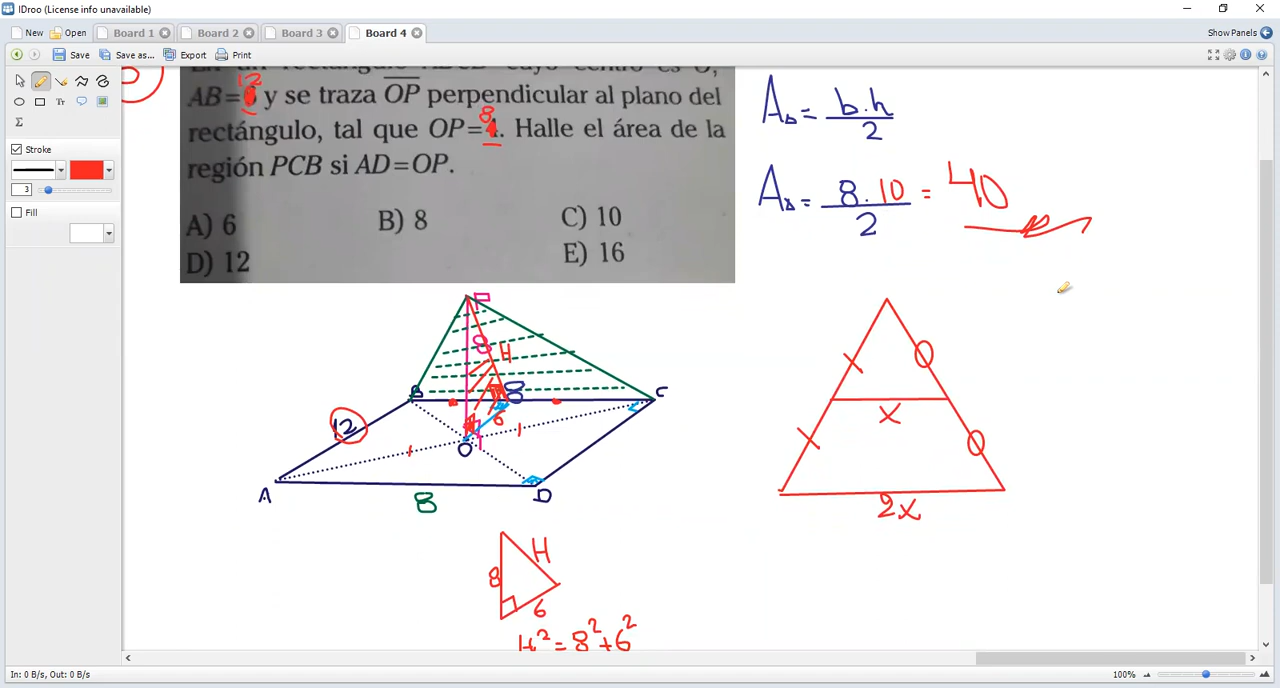 IDroo (License info unavailable)
New Open Board 1 Board 2 Board 3 Board 4 Show Panels
Save Save as... Export Print
Stroke
3
Fill
12
AB= y se traza OP perpendicular al plano del
8
rectángulo, tal que OP=4. Halle el área de la
región PCB si AD=OP.
A) 6 B) 8 C) 10
D) 12 E) 16
A = b.h
2
A = 8.10 = 40
2
P
8
H
B 8 C
12 6
O
A D
8
x
2x
H
8
6
H² = 8² + 6²
In: 0 B/s, Out: 0 B/s 100%